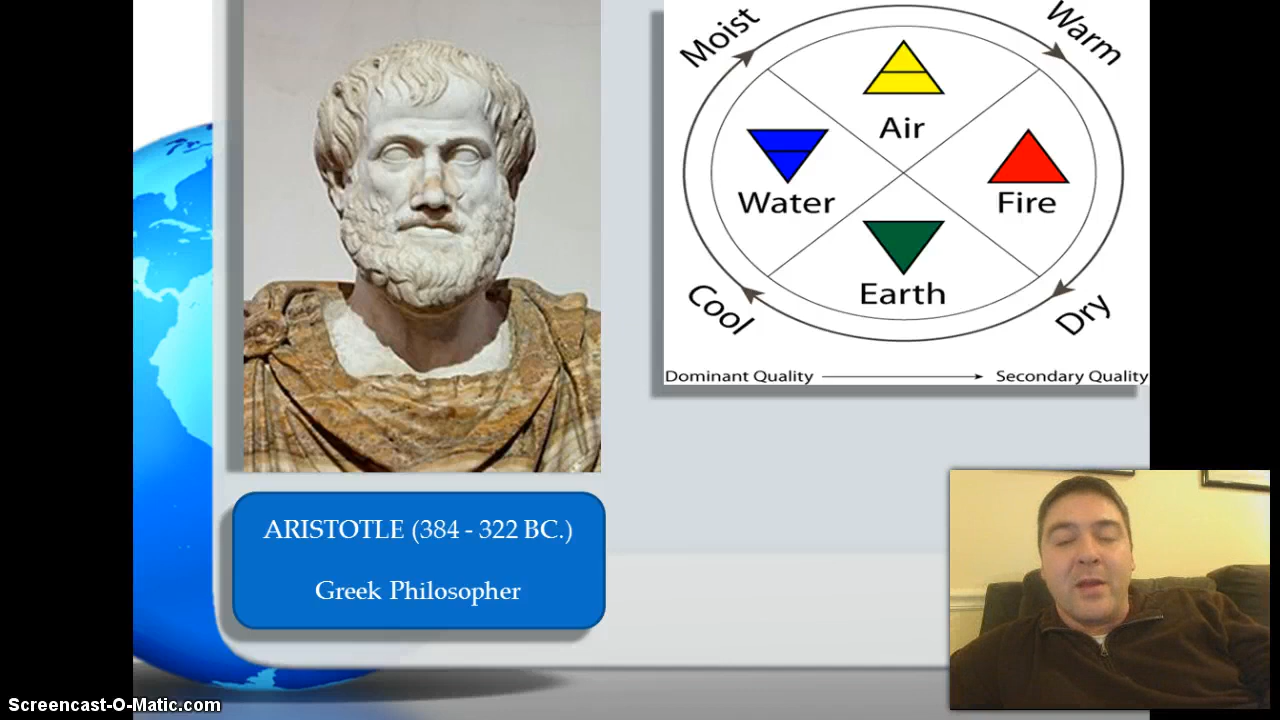 Moist
Warm
Air
Water
Fire
Earth
Cool
Dry
Dominant Quality
Secondary Quality
ARISTOTLE (384 - 322 BC.)
Greek Philosopher
Screencast-O-Matic.com